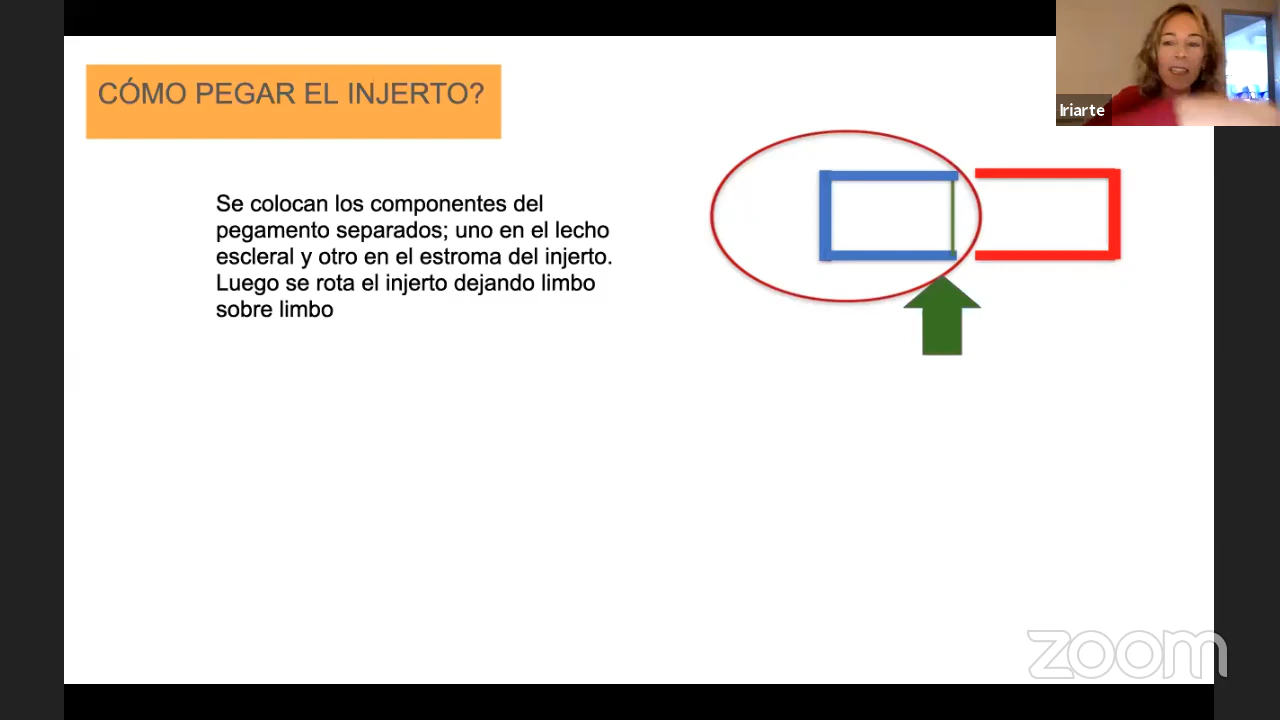 CÓMO PEGAR EL INJERTO?
Iriarte
Se colocan los componentes del
pegamento separados; uno en el lecho
escleral y otro en el estroma del injerto.
Luego se rota el injerto dejando limbo
sobre limbo
zoom